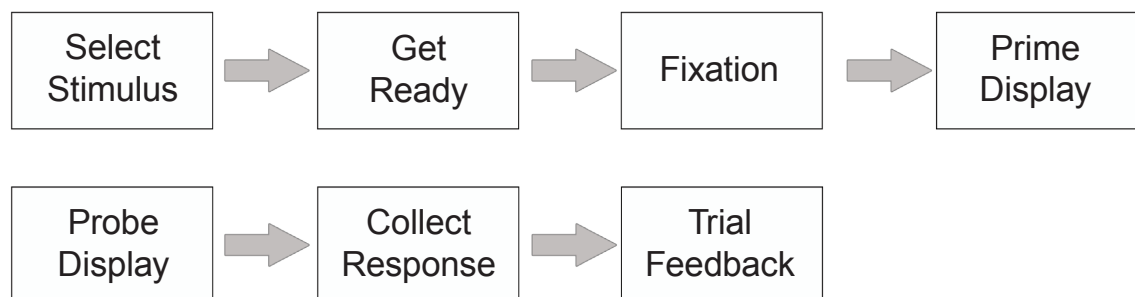 Select
Stimulus
Get
Ready
Fixation
Prime
Display
Probe
Display
Collect
Response
Trial
Feedback